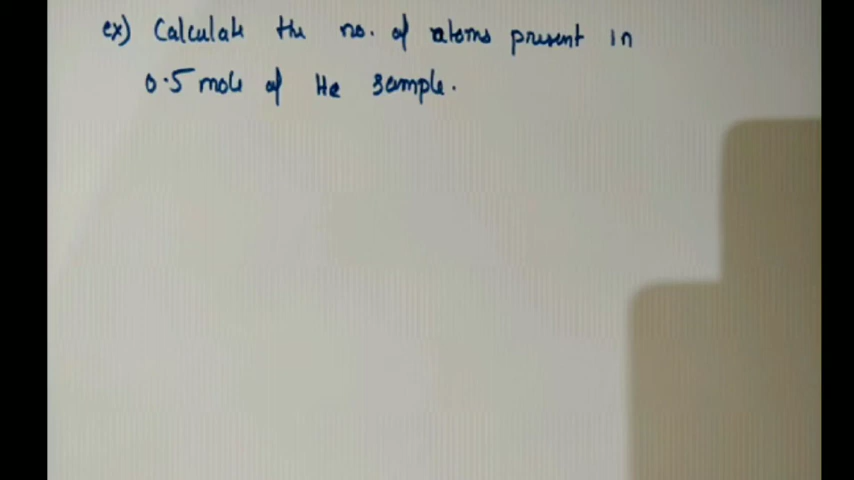 ex) Calculate the no. of atoms present in
0.5 mole of He sample.